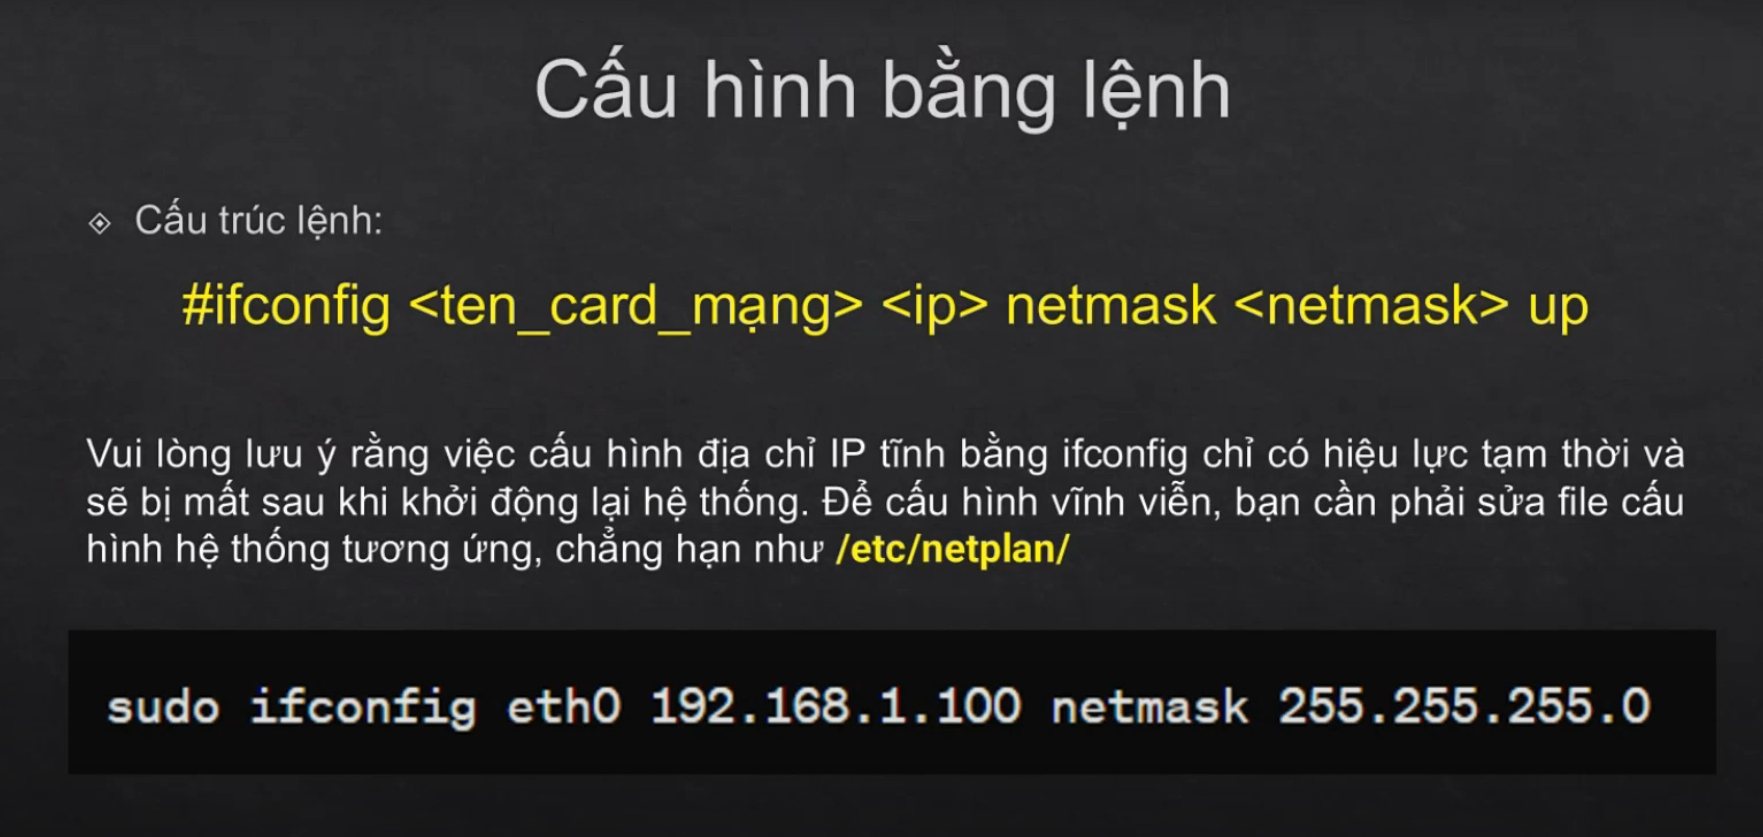 Cấu hình bằng lệnh
Cấu trúc lệnh:
#ifconfig <ten_card_mạng> <ip> netmask <netmask> up
Vui lòng lưu ý rằng việc cấu hình địa chỉ IP tĩnh bằng ifconfig chỉ có hiệu lực tạm thời và
sẽ bị mất sau khi khởi động lại hệ thống. Để cấu hình vĩnh viễn, bạn cần phải sửa file cấu
hình hệ thống tương ứng, chẳng hạn như /etc/netplan/
sudo ifconfig eth0 192.168.1.100 netmask 255.255.255.0